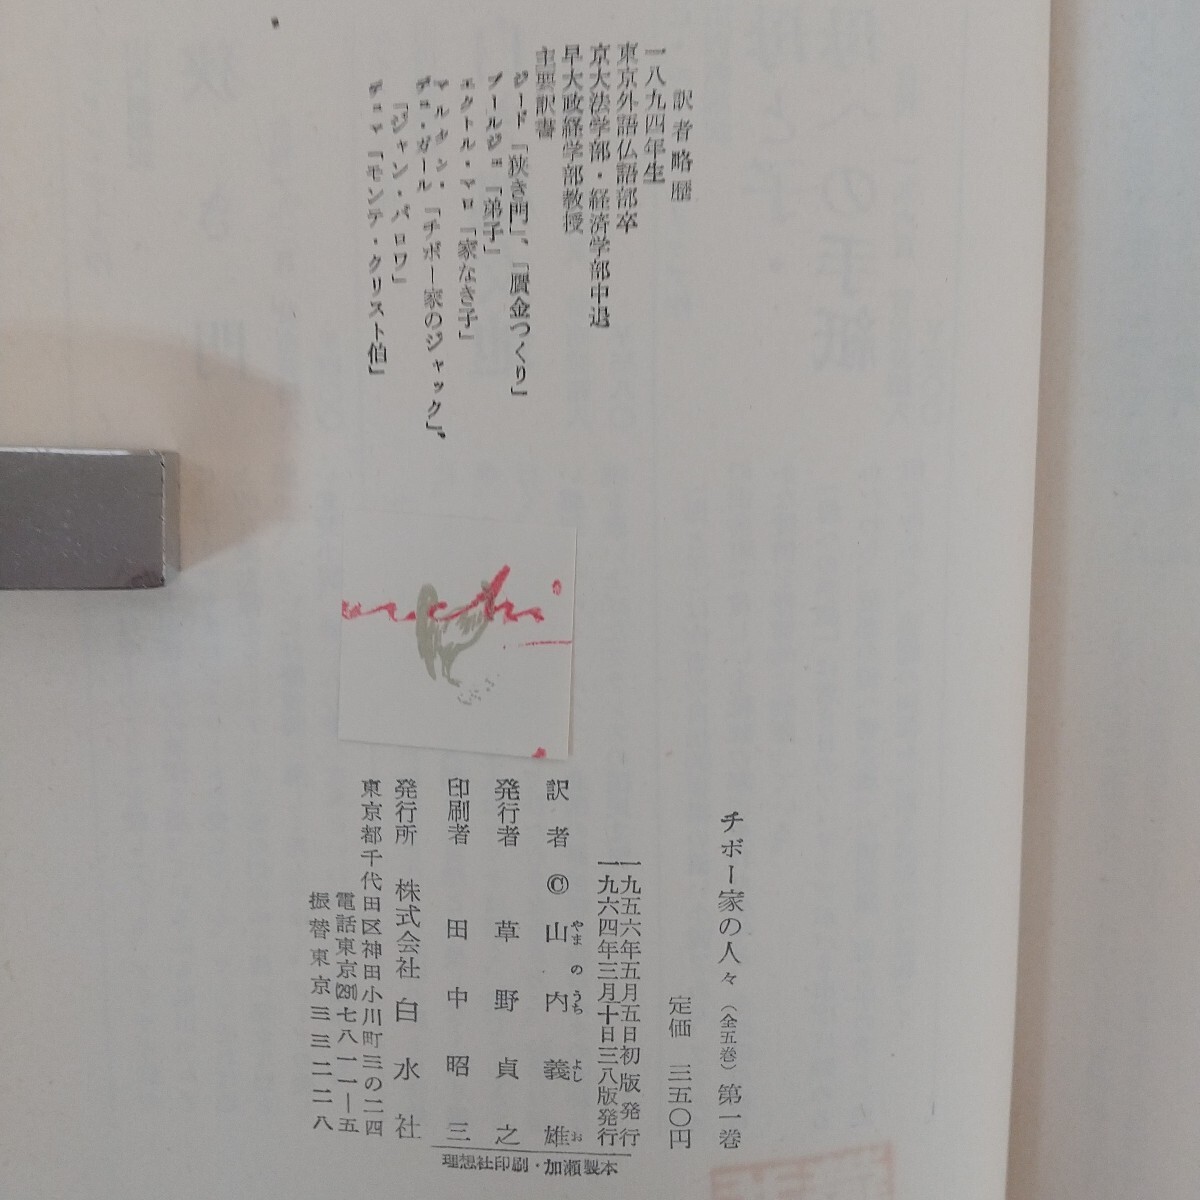 訳者略歴
一八九四年生
東京外語仏語部卒
京大法学部・経済学部中退
早大政経学部教授
主要訳書
ジード「狭き門」、「贋金つくり」
ブールジェ「弟子」
エクトル・マロ「家なき子」
マルタン・
デュ・ガール「チボー家のジャック」、
「ジャン・バロワ」
デュマ「モンテ・クリスト伯」
チボー家の人々（全五巻）第一巻
定価 三五〇円
一九五六年五月五日初版発行
一九六四年三月十日三八版発行
訳者 © 山内義雄
やまのうちよしお
発行者 草野貞之
印刷者 田中昭三
発行所 株式会社白水社
東京都千代田区神田小川町三の二四
電話東京(291)七八一一―五
振替東京三三二二八
理想社印刷・加瀬製本
uchi